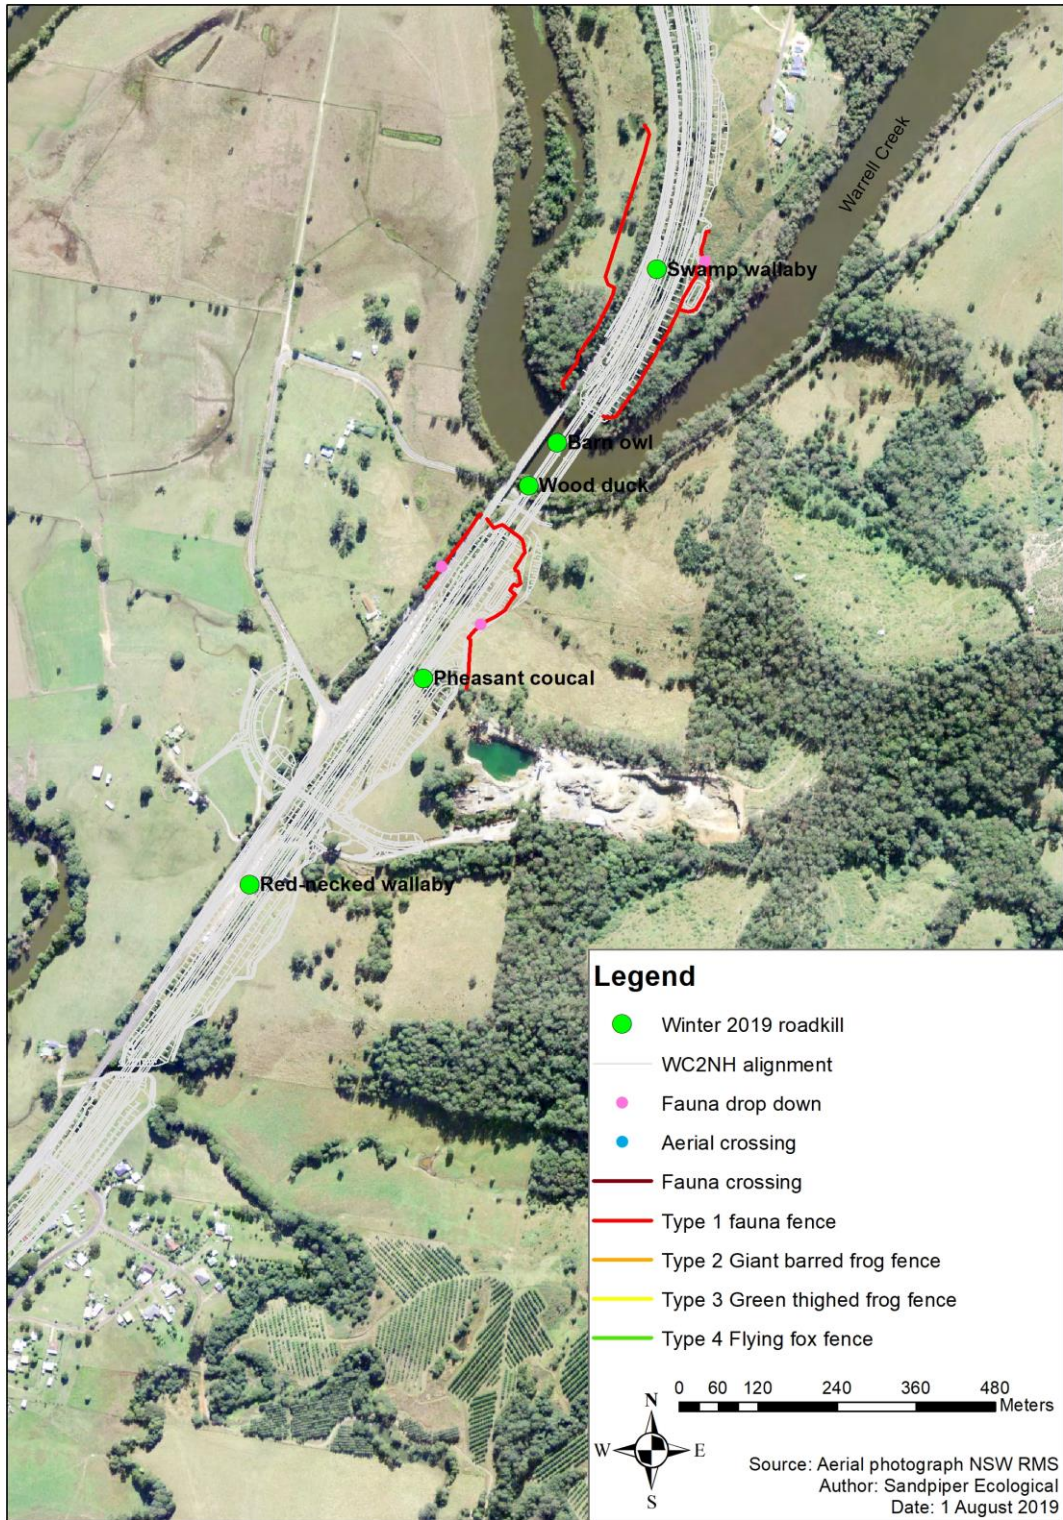 Warrell Creek
Swamp wallaby
Barn owl
Wood duck
Pheasant coucal
Red-necked wallaby
Legend
Winter 2019 roadkill
WC2NH alignment
Fauna drop down
Aerial crossing
Fauna crossing
Type 1 fauna fence
Type 2 Giant barred frog fence
Type 3 Green thighed frog fence
Type 4 Flying fox fence
0 60 120 240 360 480
Meters
N
W E
S
Source: Aerial photograph NSW RMS
Author: Sandpiper Ecological
Date: 1 August 2019